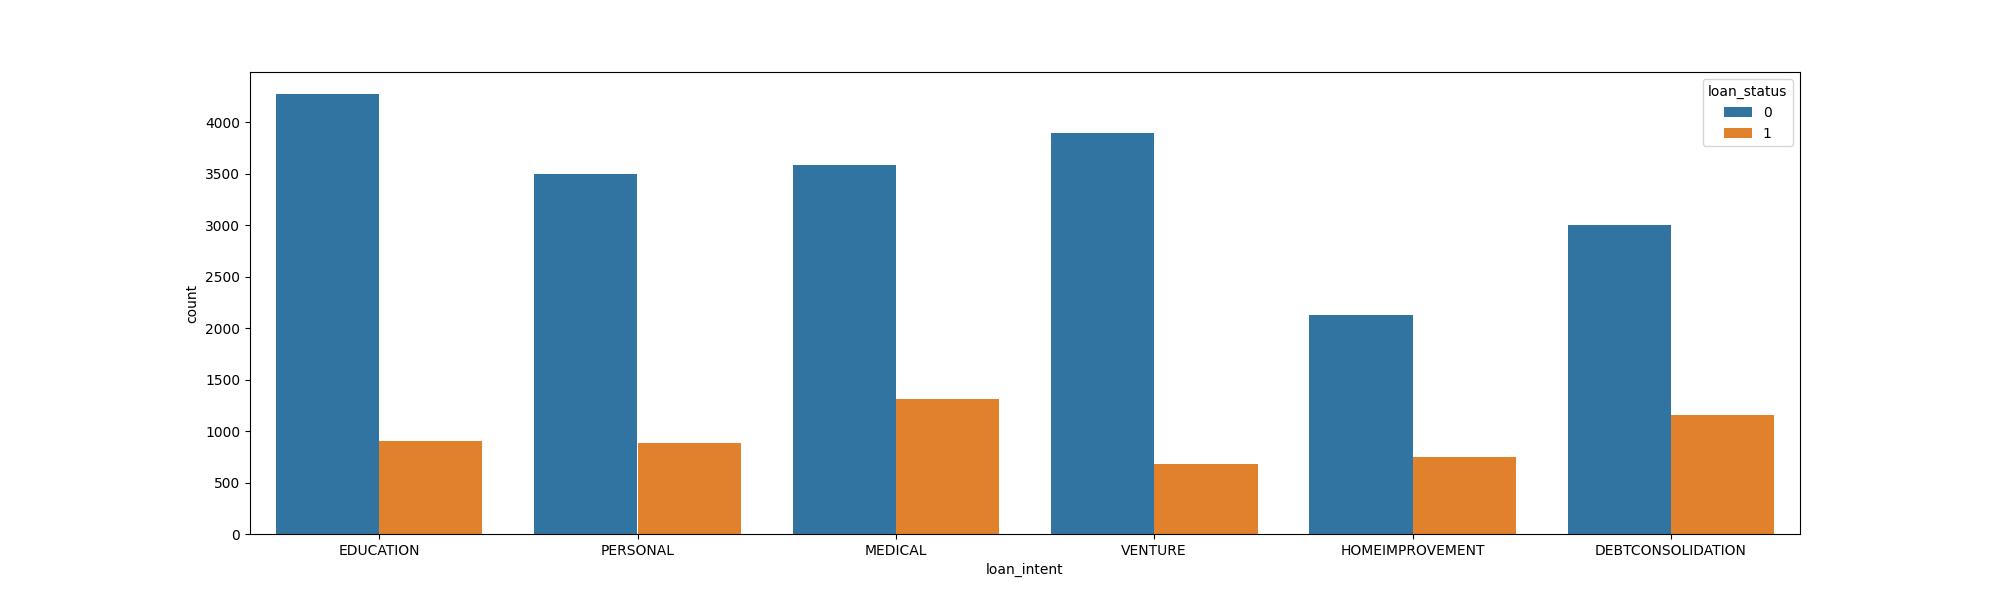 loan_status
0
1
4000
3500
3000
2500
2000
1500
1000
500
0
count
EDUCATION PERSONAL MEDICAL VENTURE HOMEIMPROVEMENT DEBTCONSOLIDATION
loan_intent